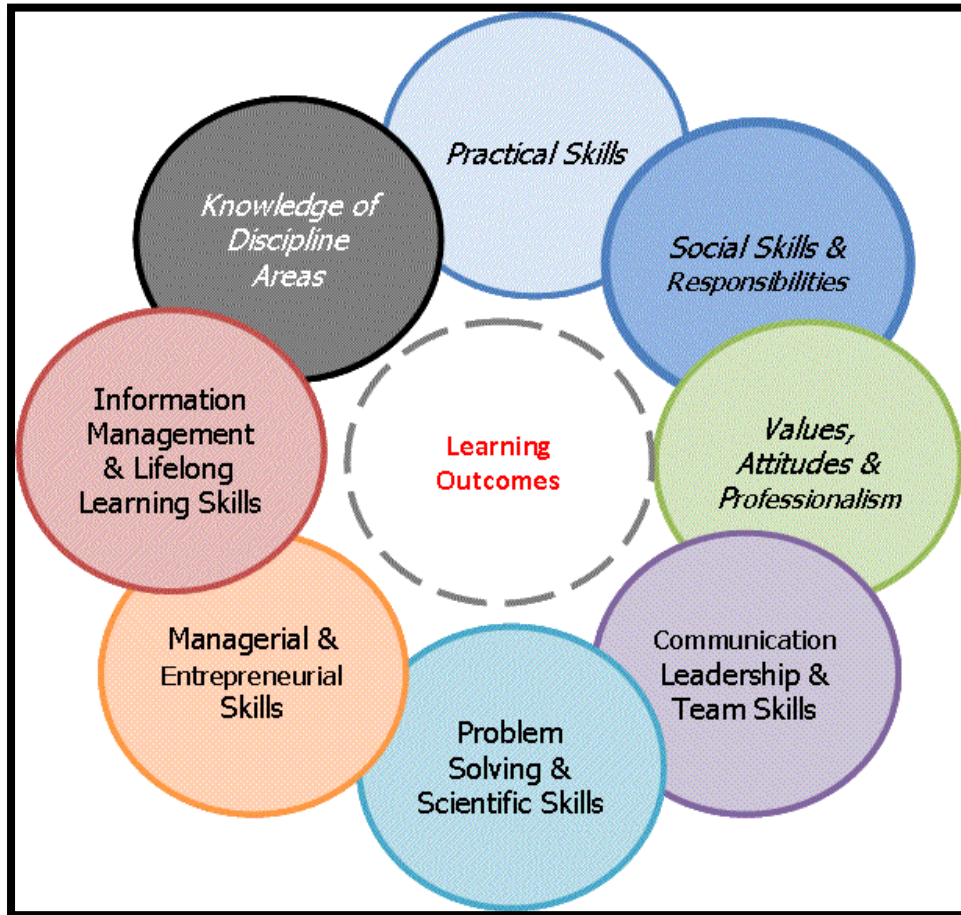 Practical Skills
Social Skills &
Responsibilities
Values,
Attitudes &
Professionalism
Communication
Leadership &
Team Skills
Problem
Solving &
Scientific Skills
Managerial &
Entrepreneurial
Skills
Information
Management
& Lifelong
Learning Skills
Knowledge of
Discipline
Areas
Learning
Outcomes